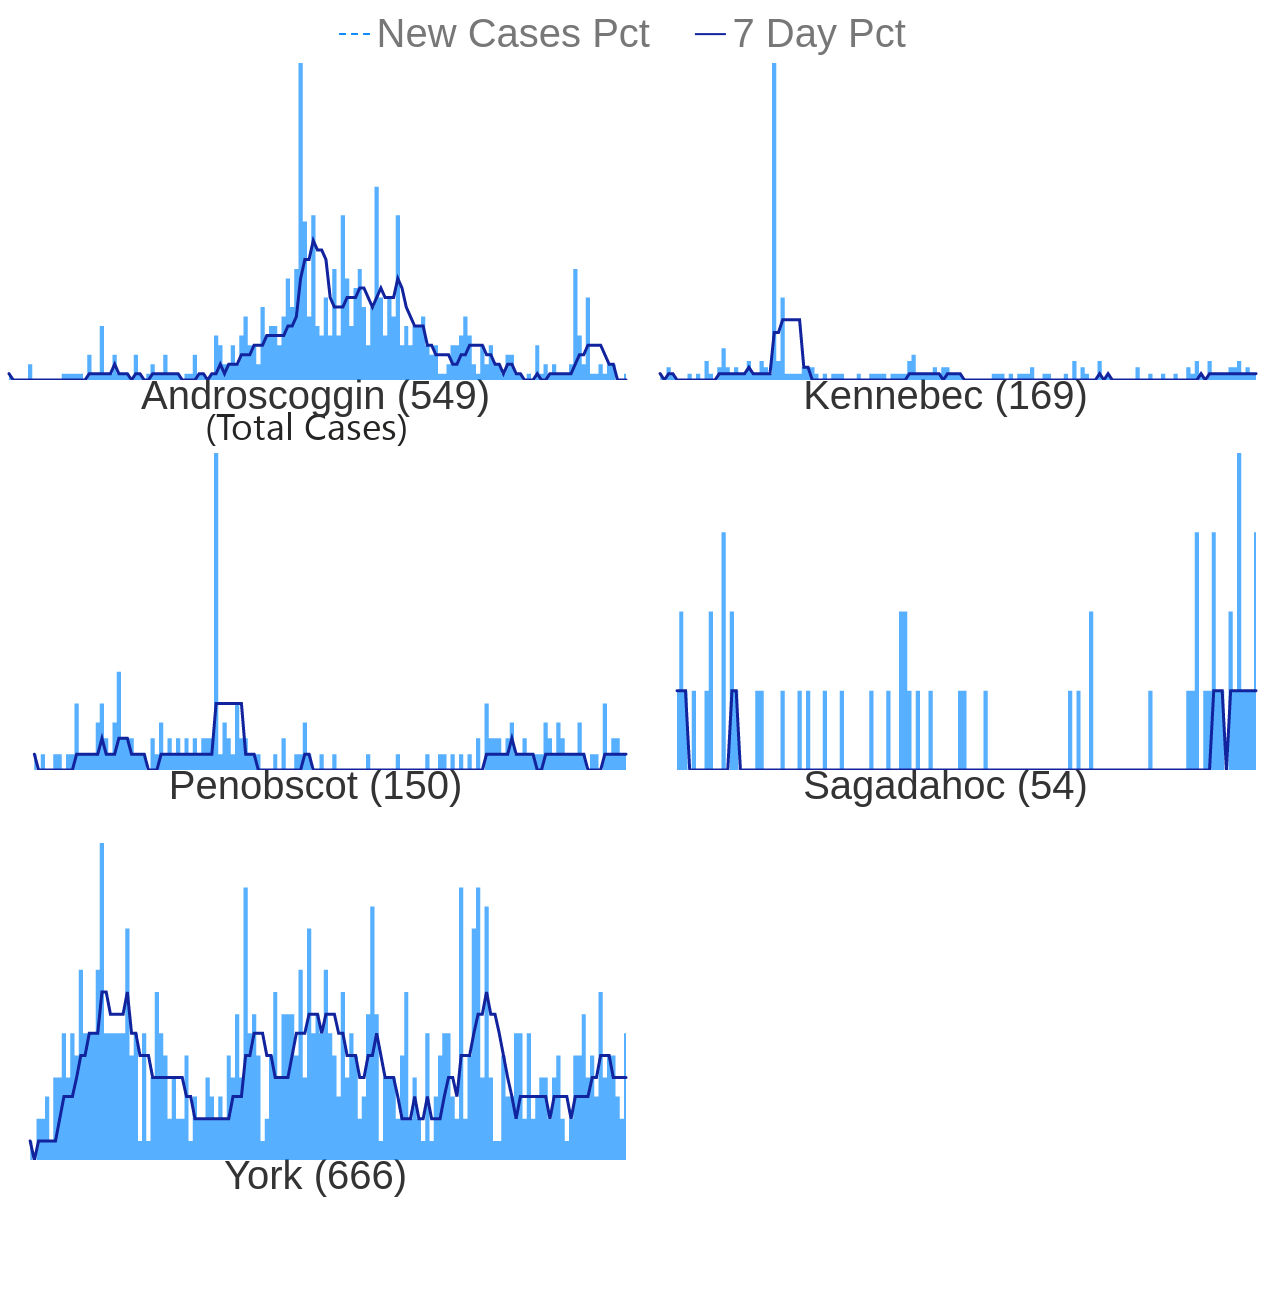 New Cases Pct 7 Day Pct
Androscoggin (549) Kennebec (169)
(Total Cases)
Penobscot (150) Sagadahoc (54)
York (666)